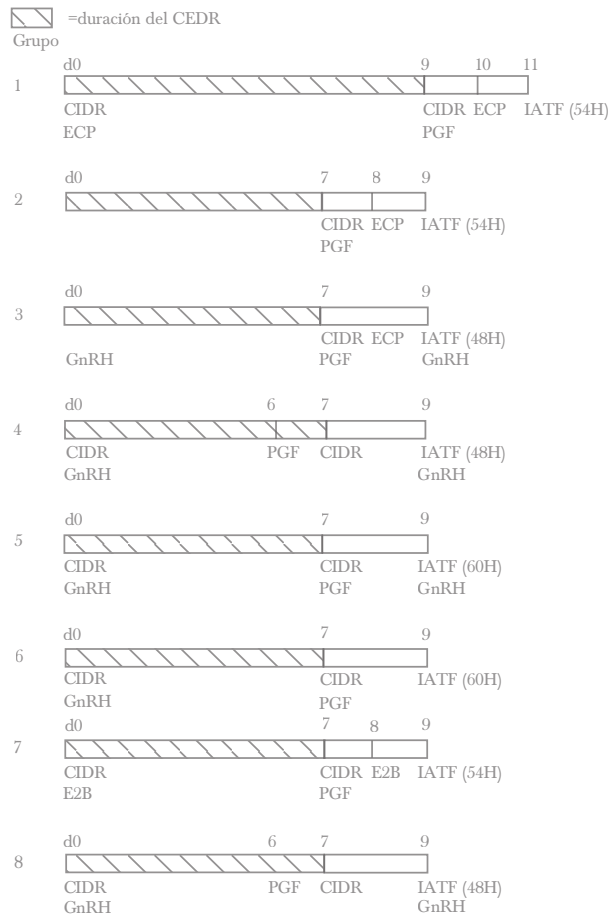 =duración del CEDR
Grupo
d0 9 10 11
1
CIDR CIDR ECP IATF (54H)
ECP PGF
d0 7 8 9
2
CIDR ECP IATF (54H)
PGF
d0 7 9
3
CIDR ECP IATF (48H)
GnRH PGF GnRH
d0 6 7 9
4
CIDR PGF CIDR IATF (48H)
GnRH GnRH
d0 7 9
5
CIDR CIDR IATF (60H)
GnRH PGF GnRH
d0 7 9
6
CIDR CIDR IATF (60H)
GnRH PGF
d0 7 8 9
7
CIDR CIDR E2B IATF (54H)
E2B PGF
d0 6 7 9
8
CIDR PGF CIDR IATF (48H)
GnRH GnRH